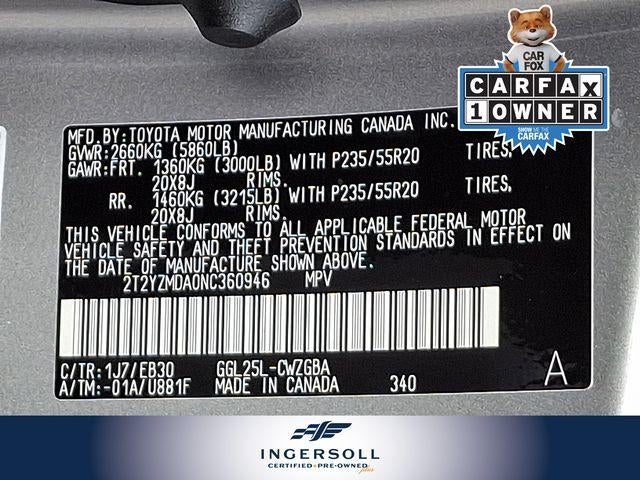 CAR
FOX
CARFAX
1 OWNER
SHOW ME THE
CARFAX
MFD.BY:TOYOTA MOTOR MANUFACTURING CANADA INC.
GVWR:2660KG (5860LB)
GAWR:FRT. 1360KG (3000LB) WITH P235/55R20 TIRES,
20X8J RIMS.
RR. 1460KG (3215LB) WITH P235/55R20 TIRES,
20X8J RIMS.
THIS VEHICLE CONFORMS TO ALL APPLICABLE FEDERAL MOTOR
VEHICLE SAFETY AND THEFT PREVENTION STANDARDS IN EFFECT ON
THE DATE OF MANUFACTURE SHOWN ABOVE.
2T2YZMDA0NC360946 MPV
C/TR:1J7/EB30 GGL25L-CWZGBA
A/TM:-01A/U881F MADE IN CANADA 340 A
INGERSOLL
CERTIFIED • PRE-OWNED plus